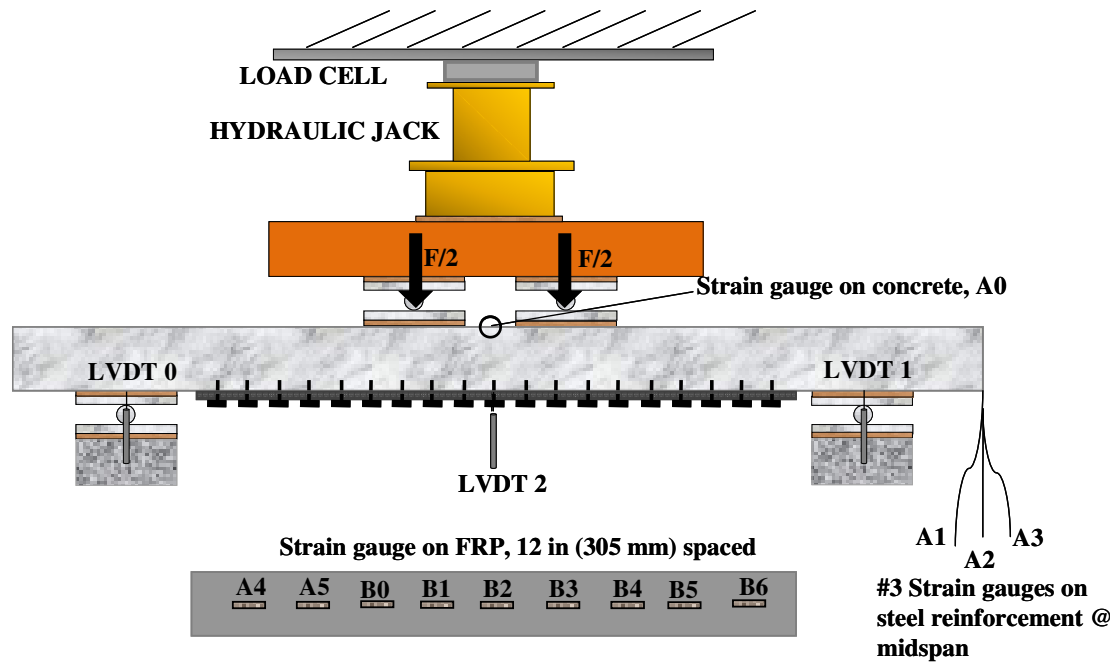 LOAD CELL
HYDRAULIC JACK
F/2
F/2
Strain gauge on concrete, A0
LVDT 0
LVDT 1
LVDT 2
A1
A2
A3
Strain gauge on FRP, 12 in (305 mm) spaced
A4 A5 B0 B1 B2 B3 B4 B5 B6
#3 Strain gauges on
steel reinforcement @
midspan